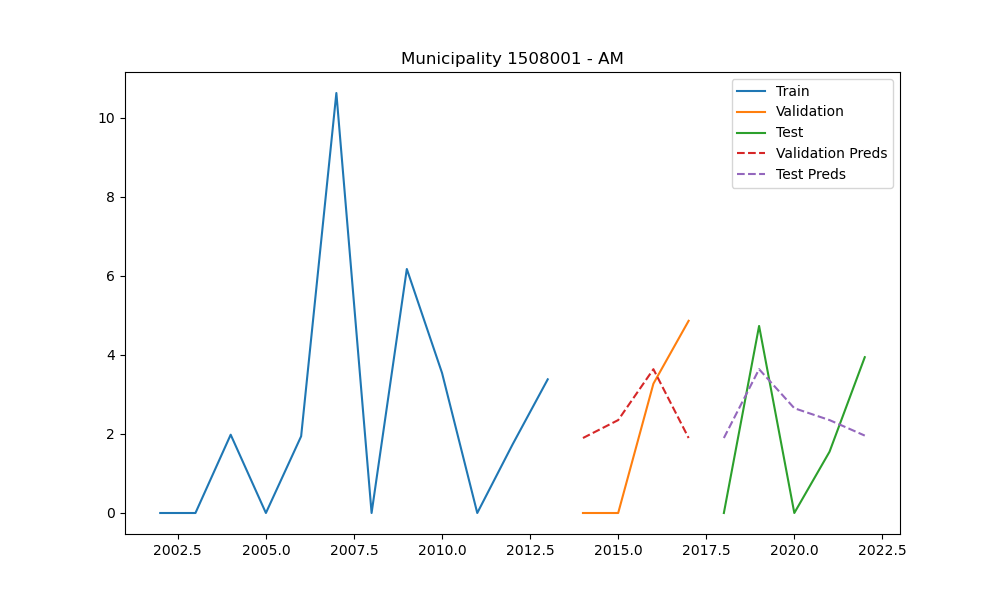 Municipality 1508001 - AM
Train
Validation
Test
Validation Preds
Test Preds
10
8
6
4
2
0
2002.5 2005.0 2007.5 2010.0 2012.5 2015.0 2017.5 2020.0 2022.5